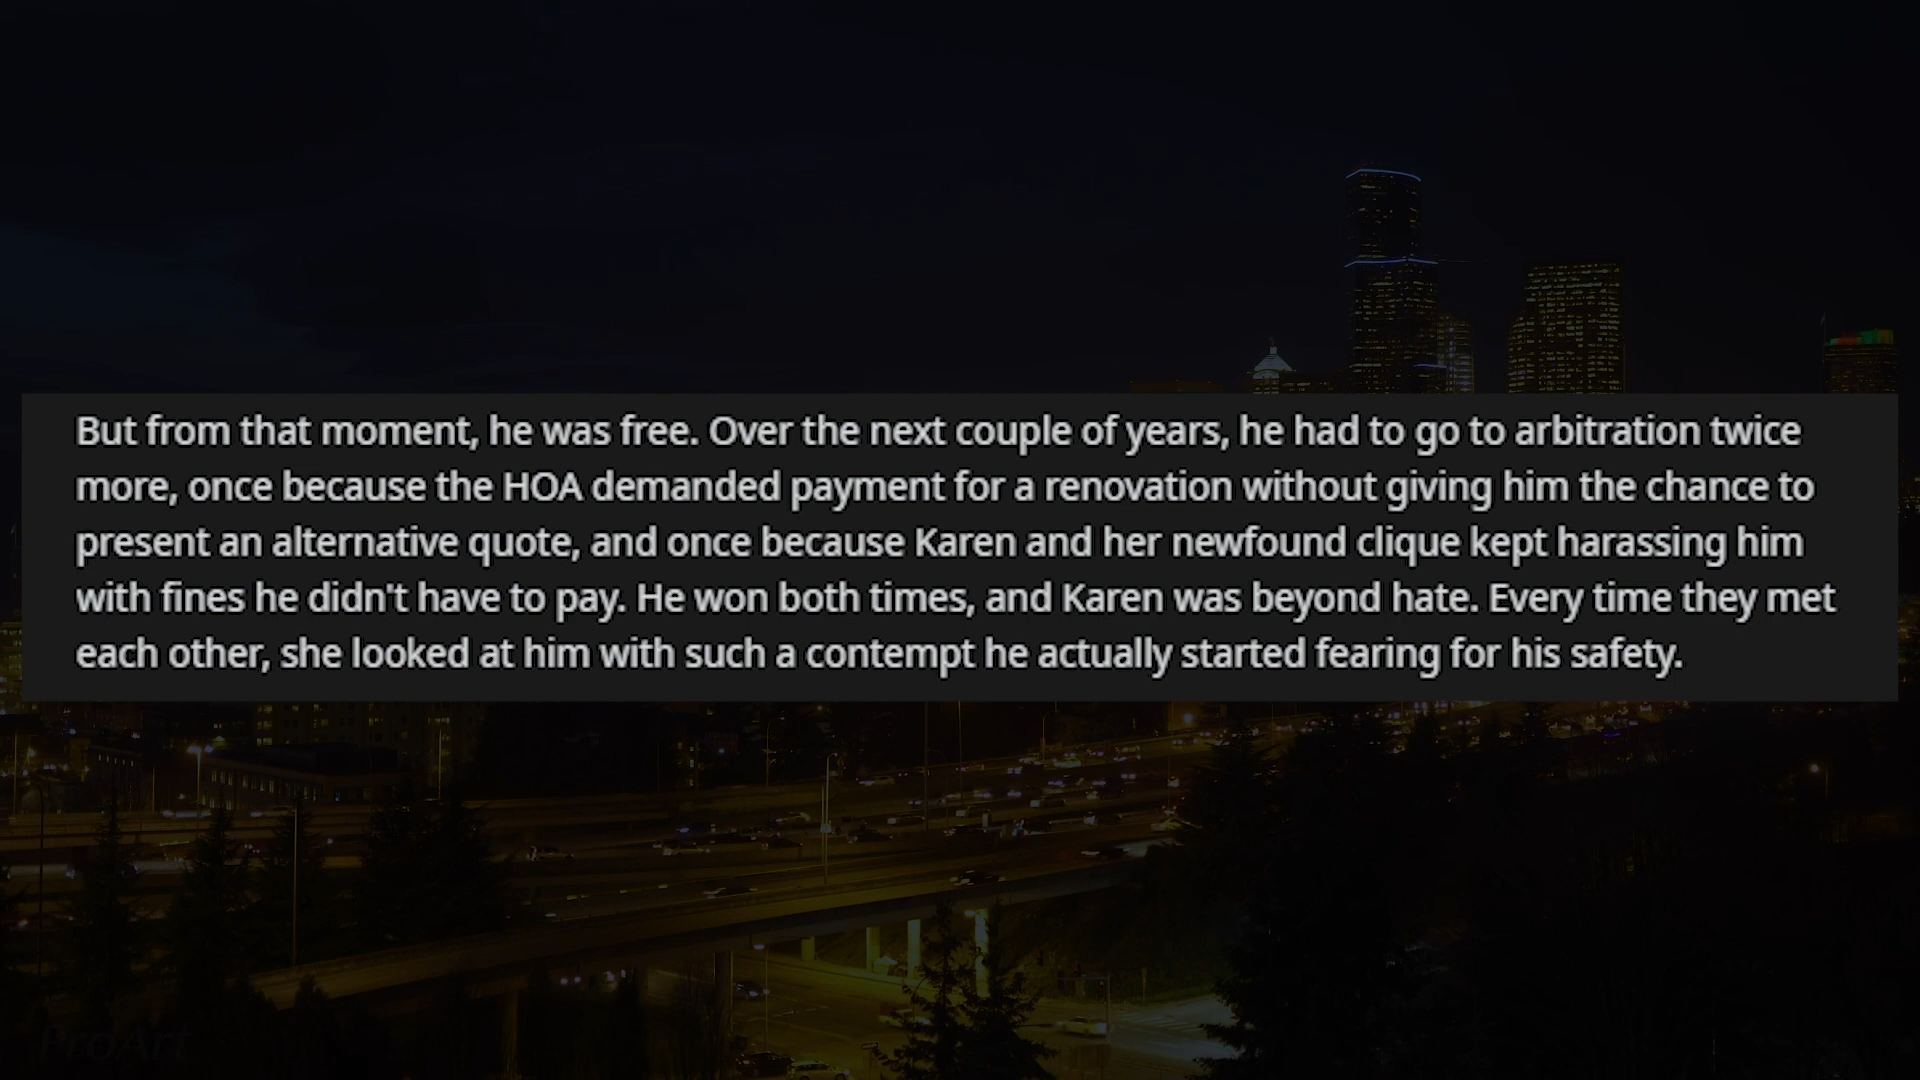 But from that moment, he was free. Over the next couple of years, he had to go to arbitration twice
more, once because the HOA demanded payment for a renovation without giving him the chance to
present an alternative quote, and once because Karen and her newfound clique kept harassing him
with fines he didn't have to pay. He won both times, and Karen was beyond hate. Every time they met
each other, she looked at him with such a contempt he actually started fearing for his safety.
ProArt